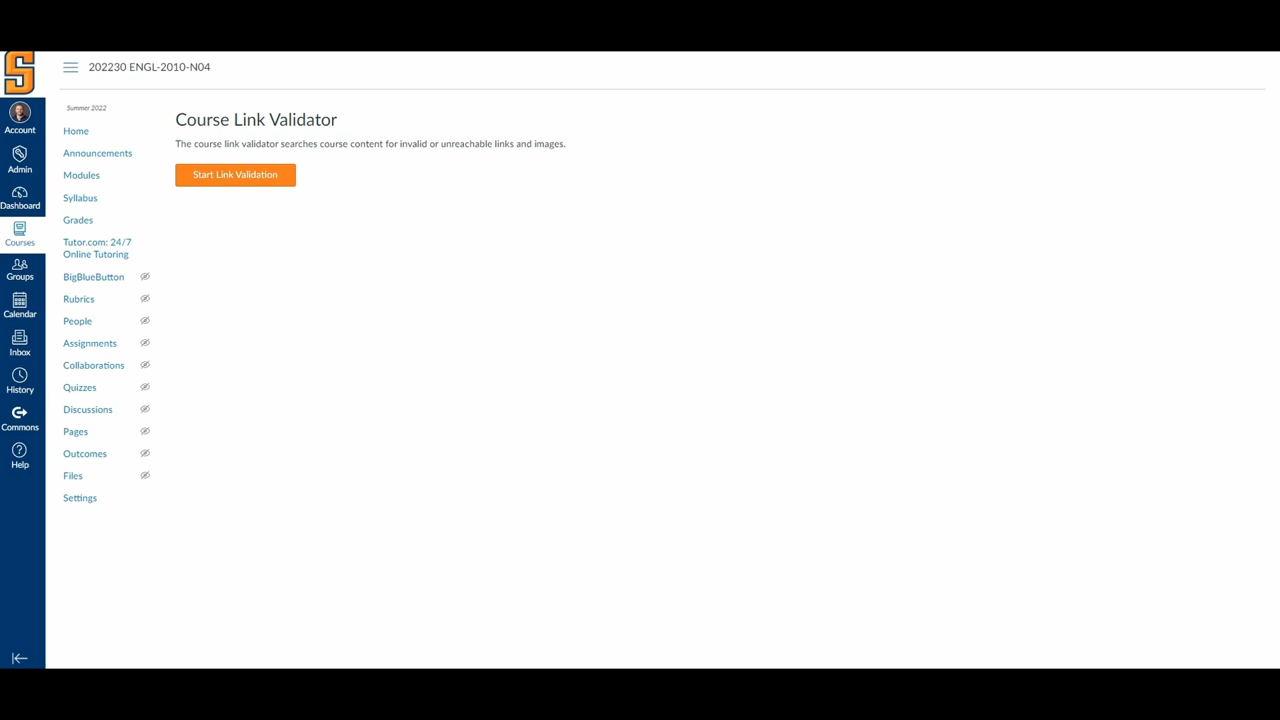 S
202230 ENGL-2010-N04
Account
Admin
Dashboard
Courses
Groups
Calendar
Inbox
History
Commons
Help
Summer 2022
Home
Announcements
Modules
Syllabus
Grades
Tutor.com: 24/7
Online Tutoring
BigBlueButton
Rubrics
People
Assignments
Collaborations
Quizzes
Discussions
Pages
Outcomes
Files
Settings
Course Link Validator
The course link validator searches course content for invalid or unreachable links and images.
Start Link Validation